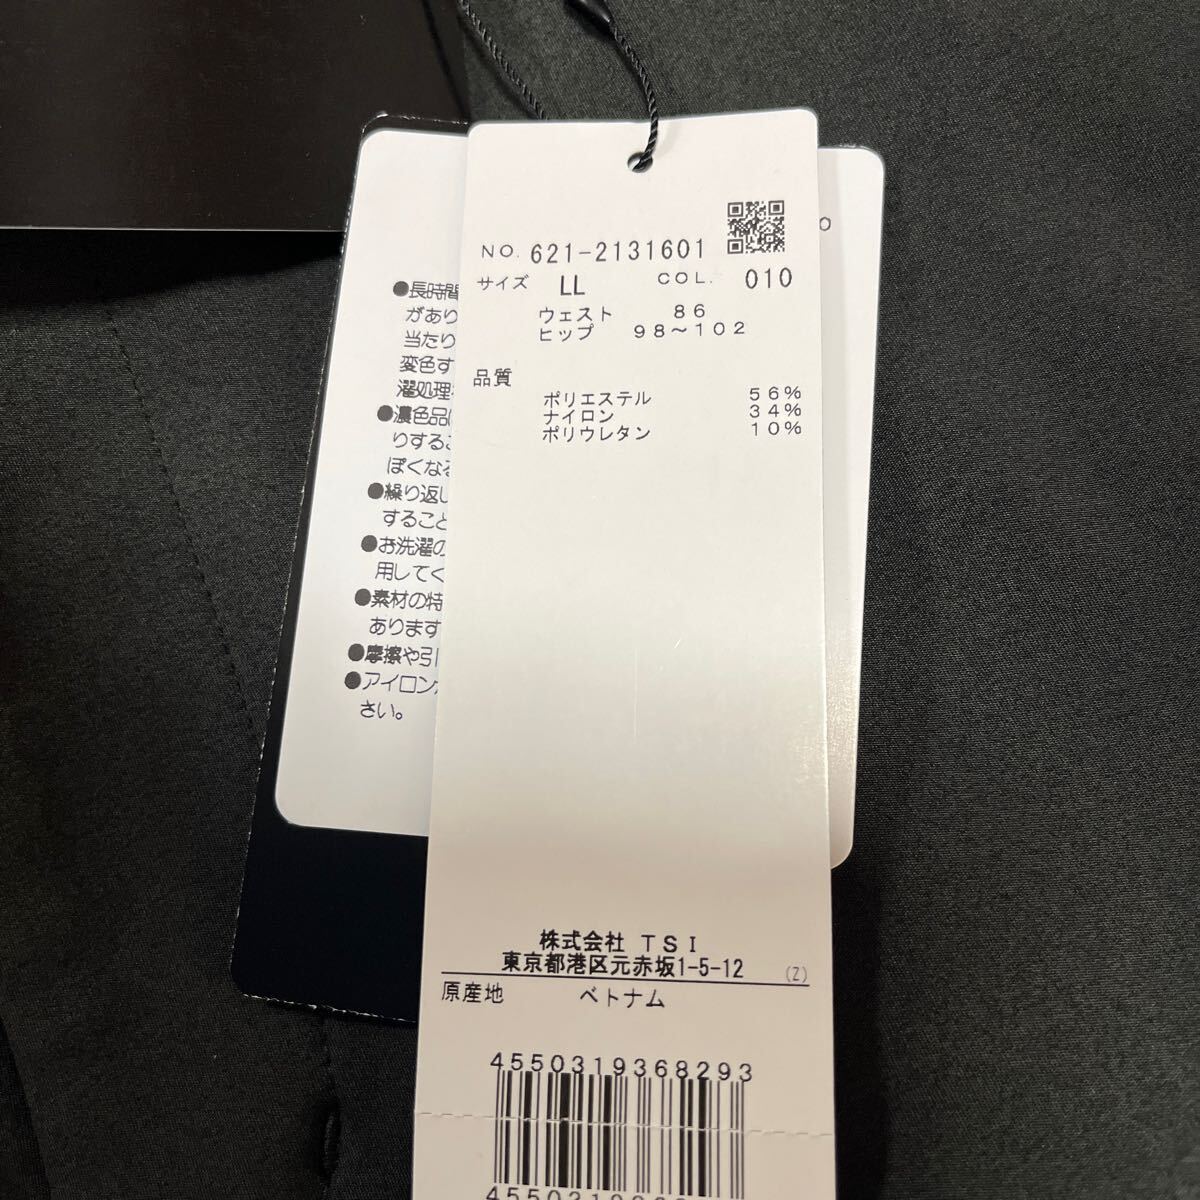 NO. 621-2131601
サイズ LL COL. 010
ウェスト 86
ヒップ 98~102
品質
ポリエステル 56%
ナイロン 34%
ポリウレタン 10%
株式会社 TSI
東京都港区元赤坂1-5-12 (Z)
原産地 ベトナム
4550319368293
●長時間
があり
当たり
変色す
濯処理
●濃色品は
りするこ
ぽくなる
●繰り返し
すること
●お洗濯の
用してく
●素材の特
あります
●摩擦や引
●アイロン
さい。